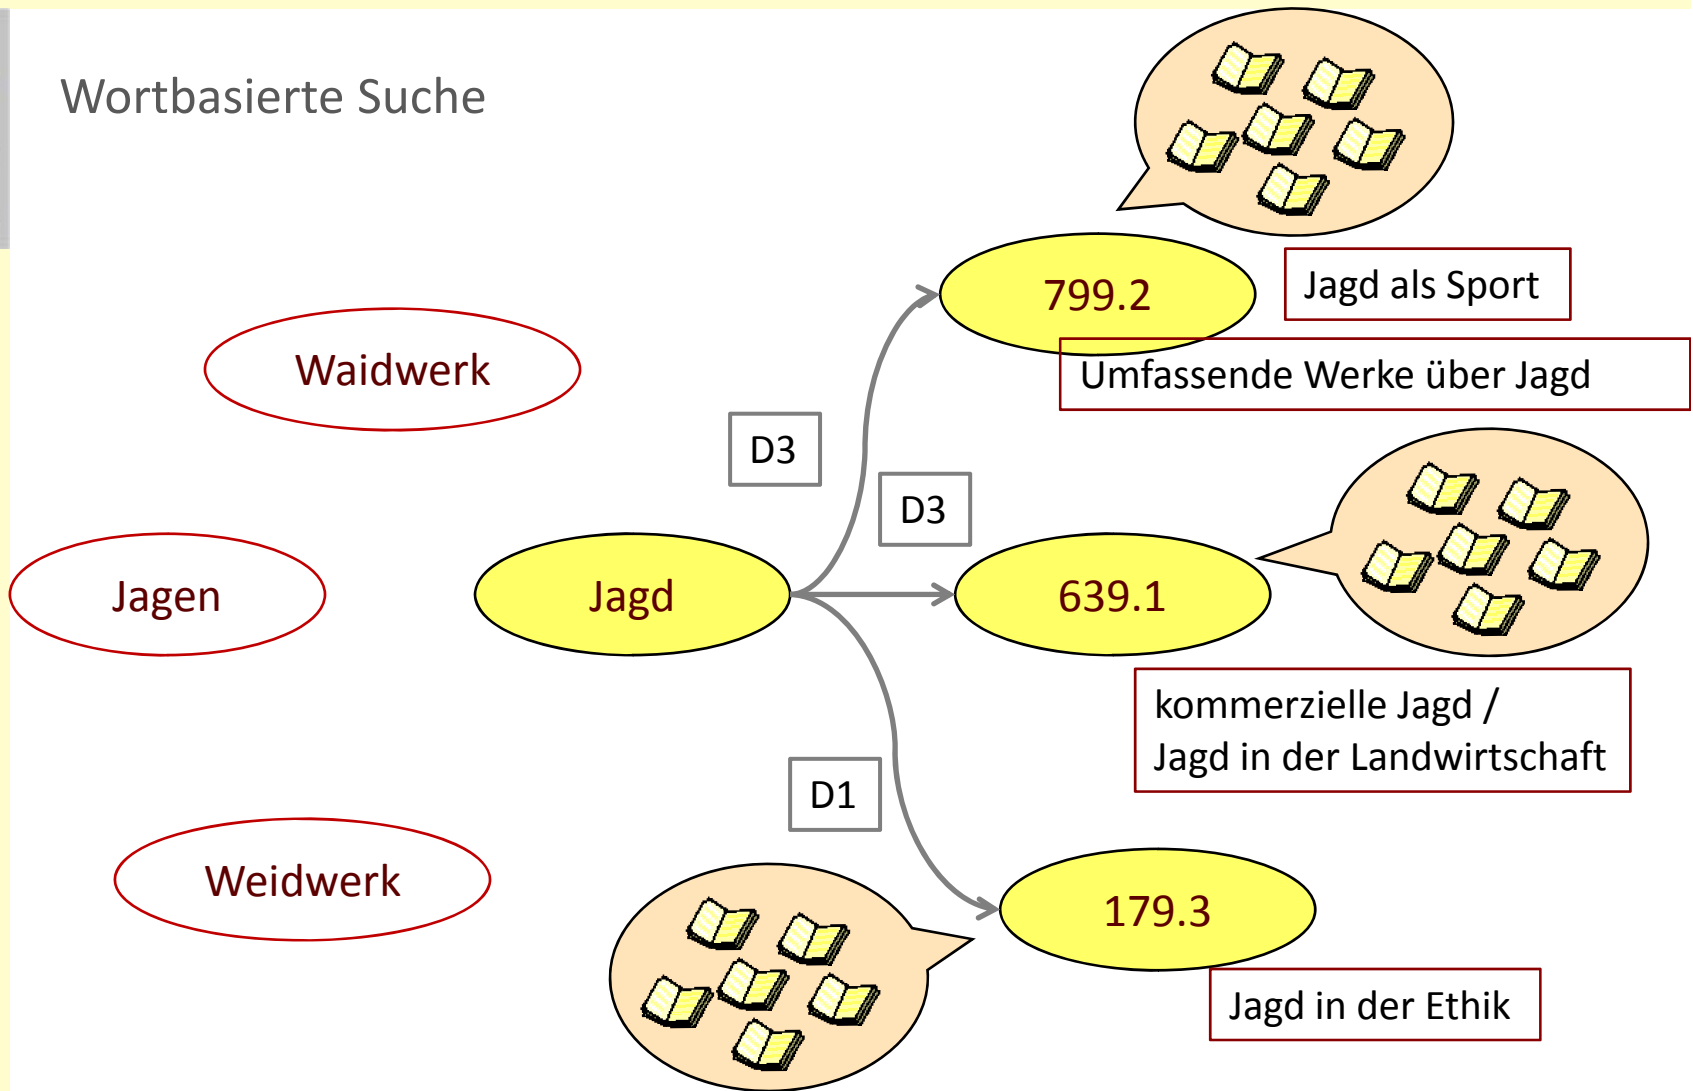 Wortbasierte Suche
799.2
Jagd als Sport
Umfassende Werke über Jagd
Waidwerk
D3
D3
Jagen
Jagd
639.1
kommerzielle Jagd /
Jagd in der Landwirtschaft
D1
Weidwerk
179.3
Jagd in der Ethik